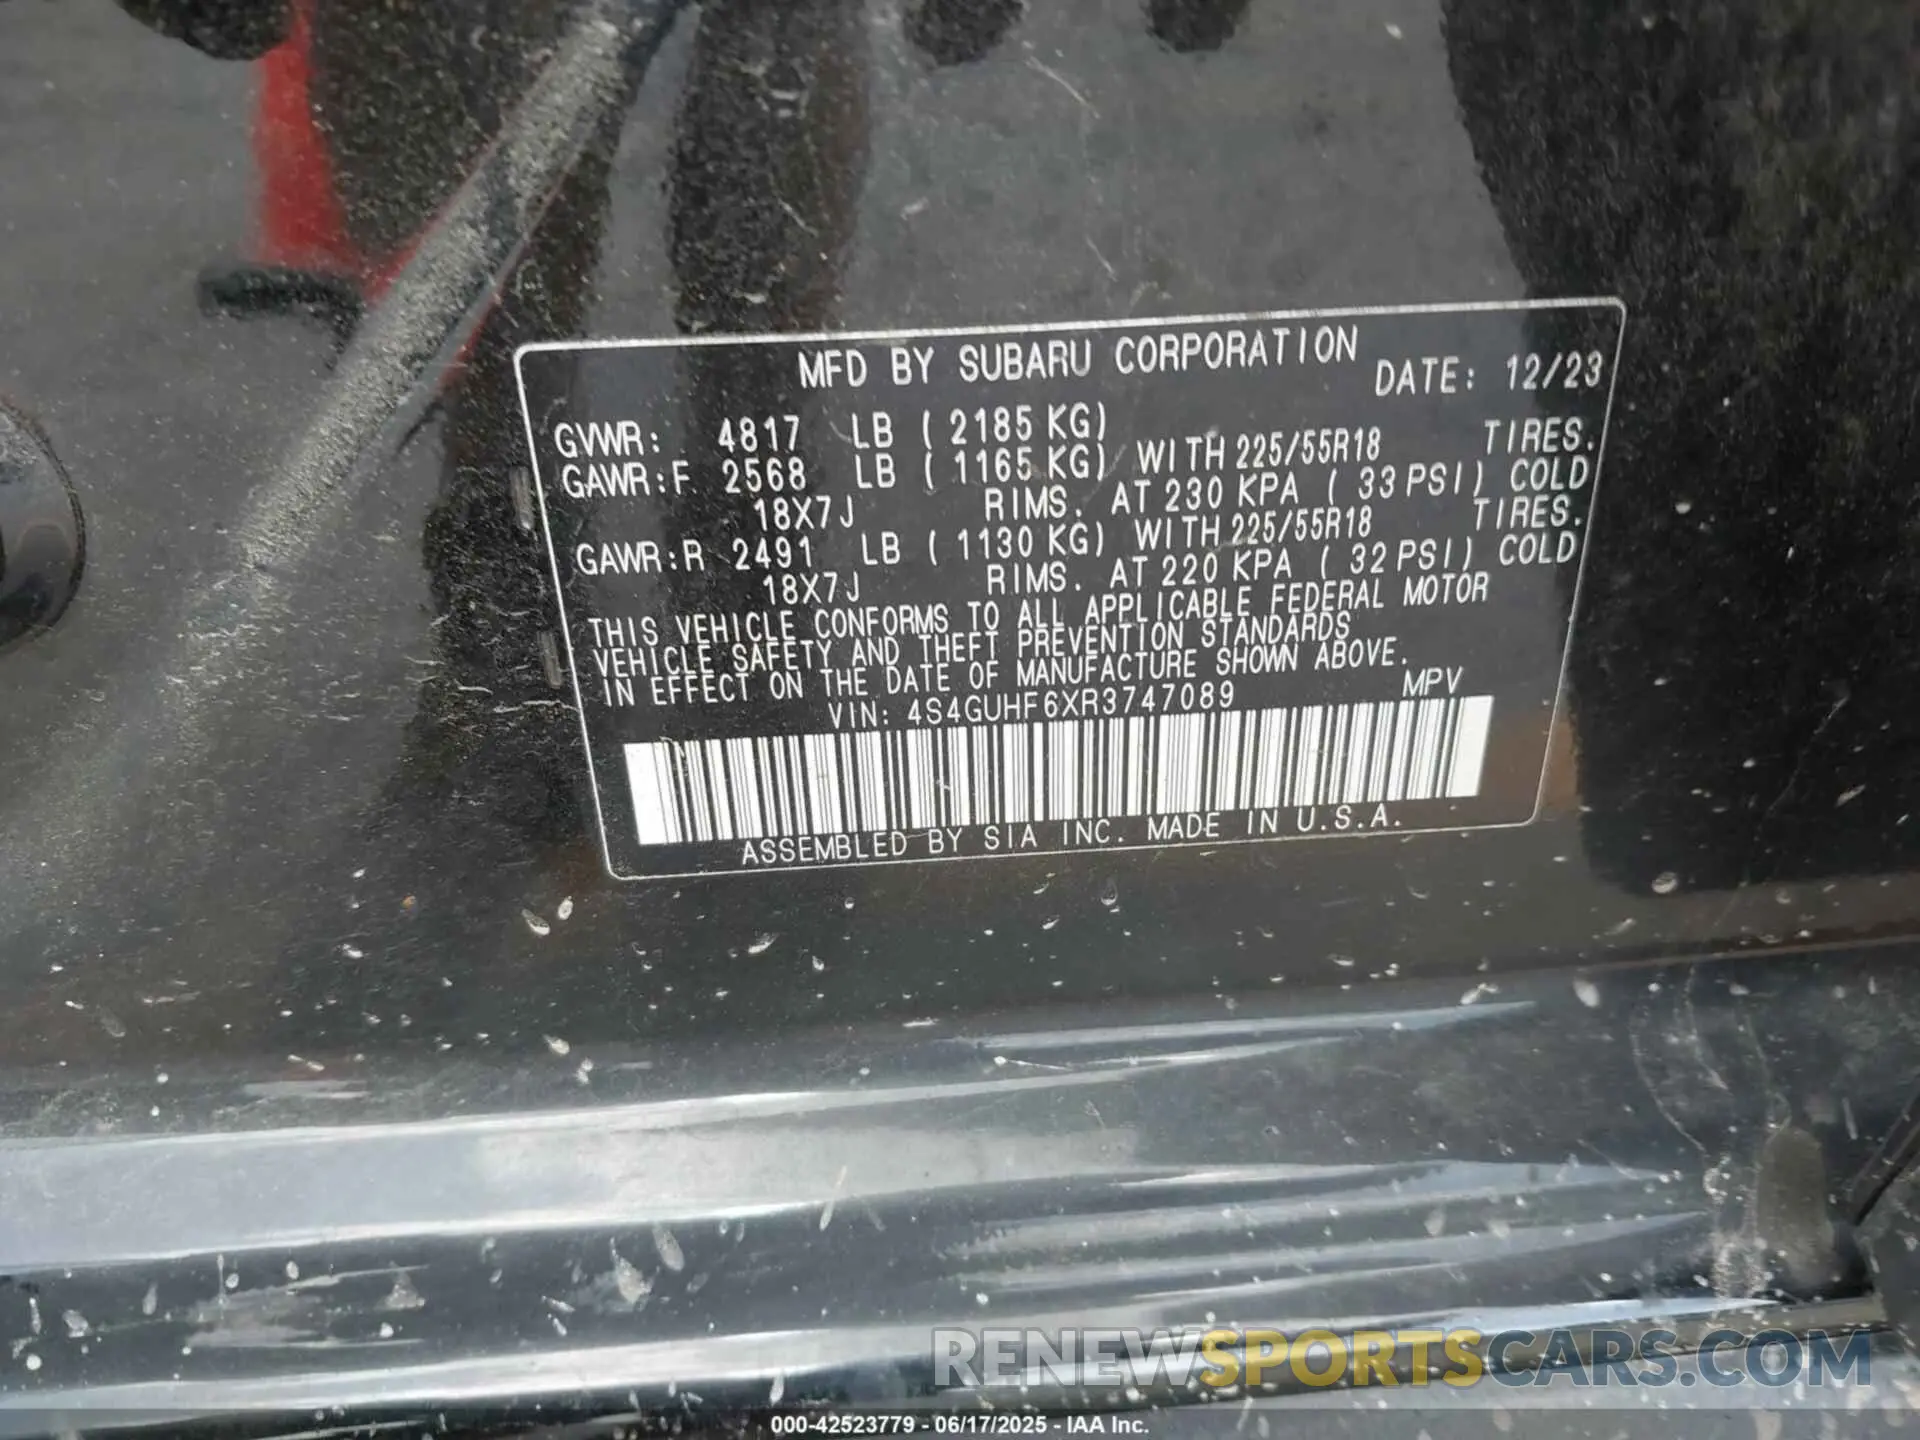 MFD BY SUBARU CORPORATION DATE: 12/23
GVWR: 4817 LB ( 2185 KG)
GAWR:F 2568 LB ( 1165 KG) WITH 225/55R18 TIRES.
18X7J RIMS. AT 230 KPA ( 33 PSI) COLD
GAWR:R 2491 LB ( 1130 KG) WITH 225/55R18 TIRES.
18X7J RIMS. AT 220 KPA ( 32 PSI) COLD
THIS VEHICLE CONFORMS TO ALL APPLICABLE FEDERAL MOTOR
VEHICLE SAFETY AND THEFT PREVENTION STANDARDS
IN EFFECT ON THE DATE OF MANUFACTURE SHOWN ABOVE.
VIN: 4S4GUHF6XR3747089 MPV
ASSEMBLED BY SIA INC. MADE IN U.S.A.
RENEWSPORTSCARS.COM
000-42523779 - 06/17/2025 - IAA Inc.